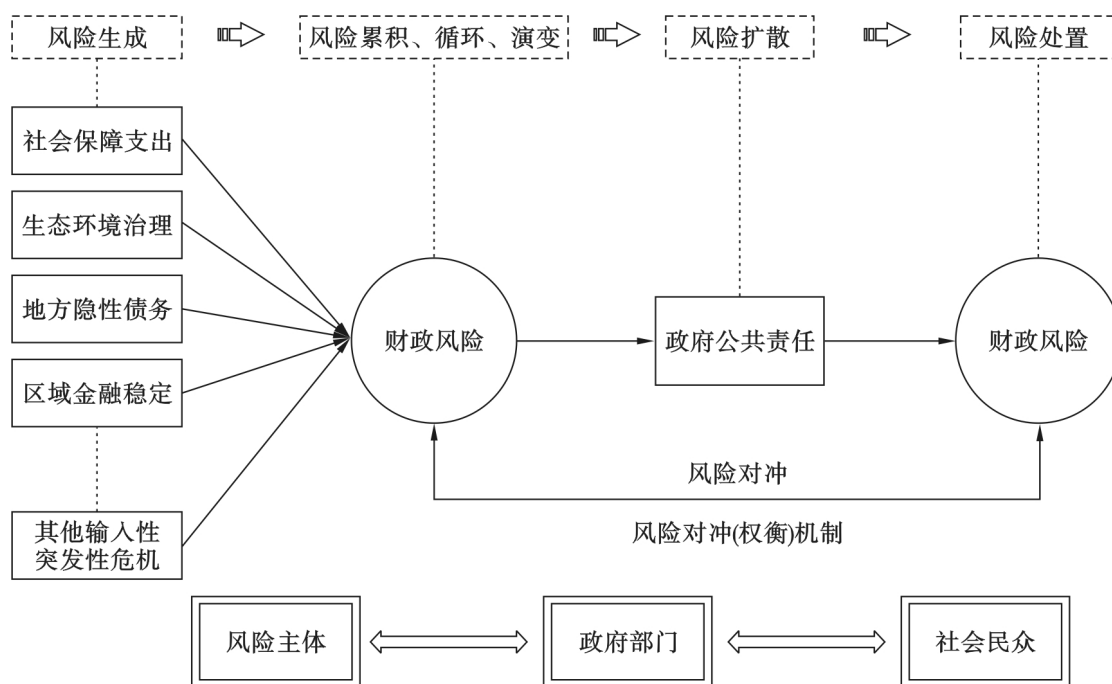 风险生成
风险累积、循环、演变
风险扩散
风险处置
社会保障支出
生态环境治理
地方隐性债务
区域金融稳定
其他输入性
突发性危机
财政风险
政府公共责任
财政风险
风险对冲
风险对冲(权衡)机制
风险主体
政府部门
社会民众